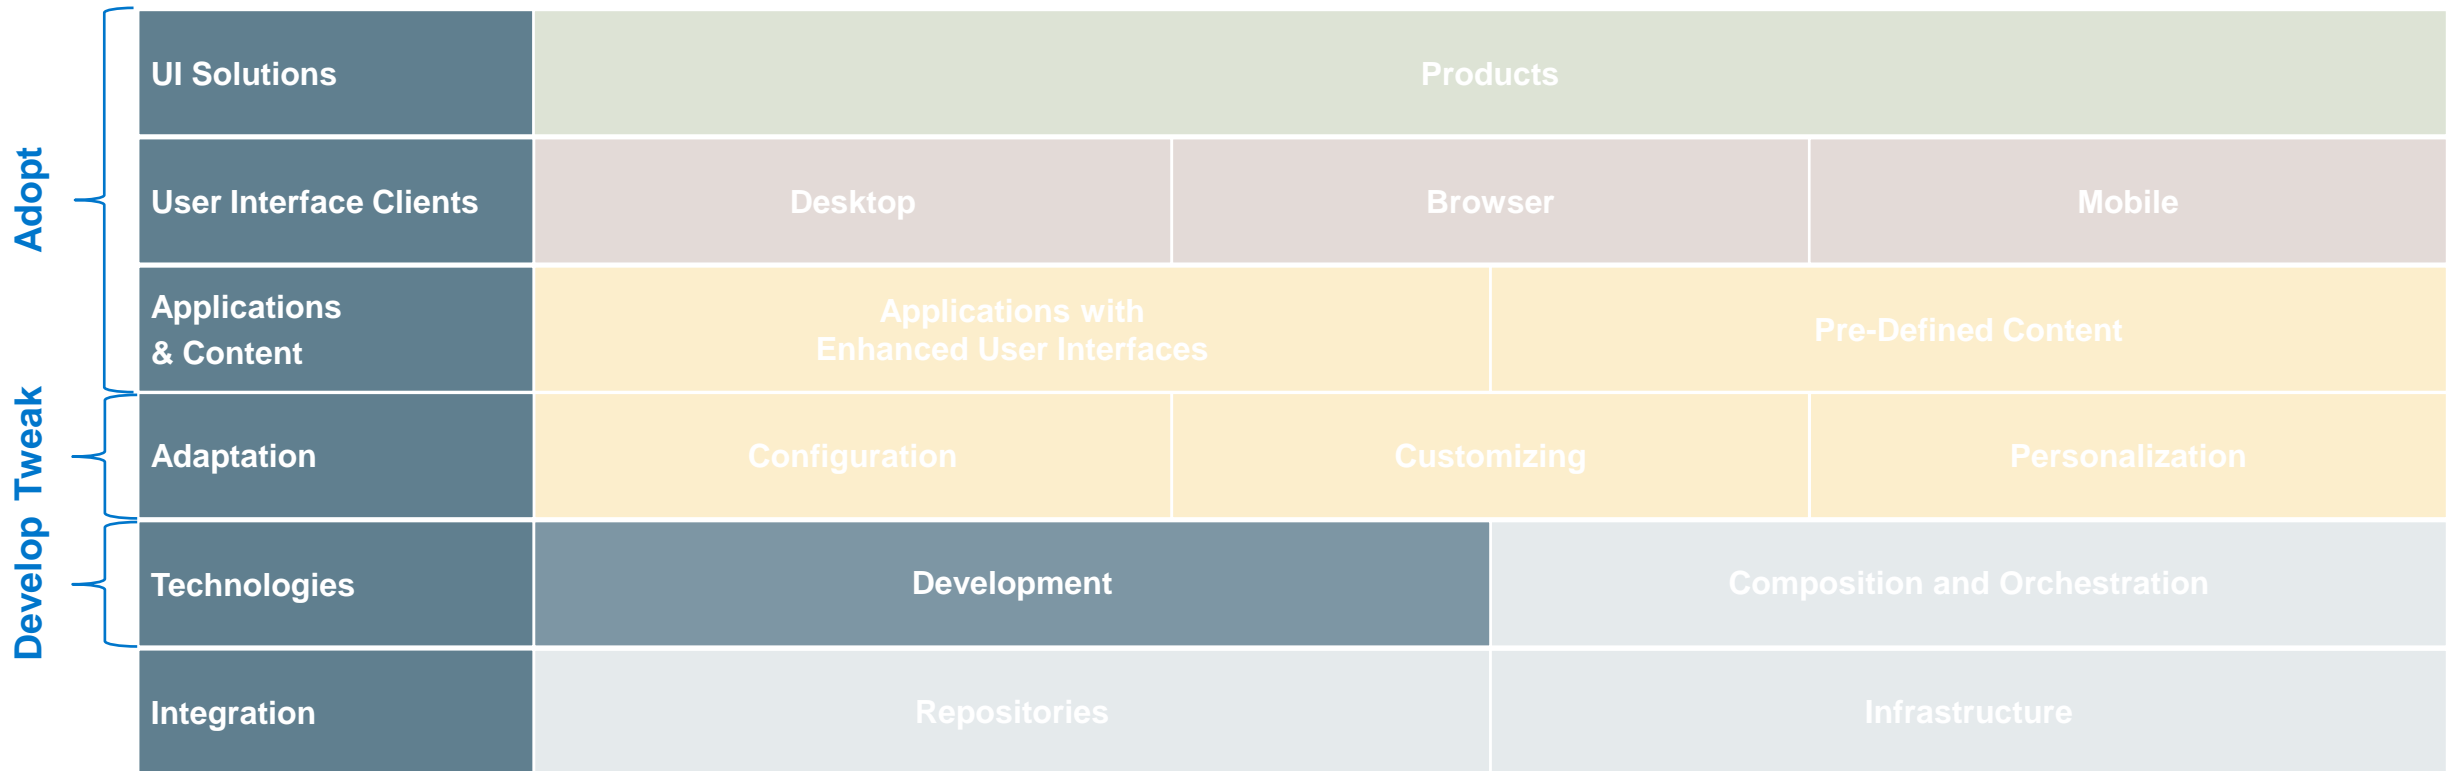 Adopt
UI Solutions
Products
User Interface Clients
Desktop
Browser
Mobile
Applications
& Content
Applications with
Enhanced User Interfaces
Pre-Defined Content
Tweak
Adaptation
Configuration
Customizing
Personalization
Develop
Technologies
Development
Composition and Orchestration
Integration
Repositories
Infrastructure